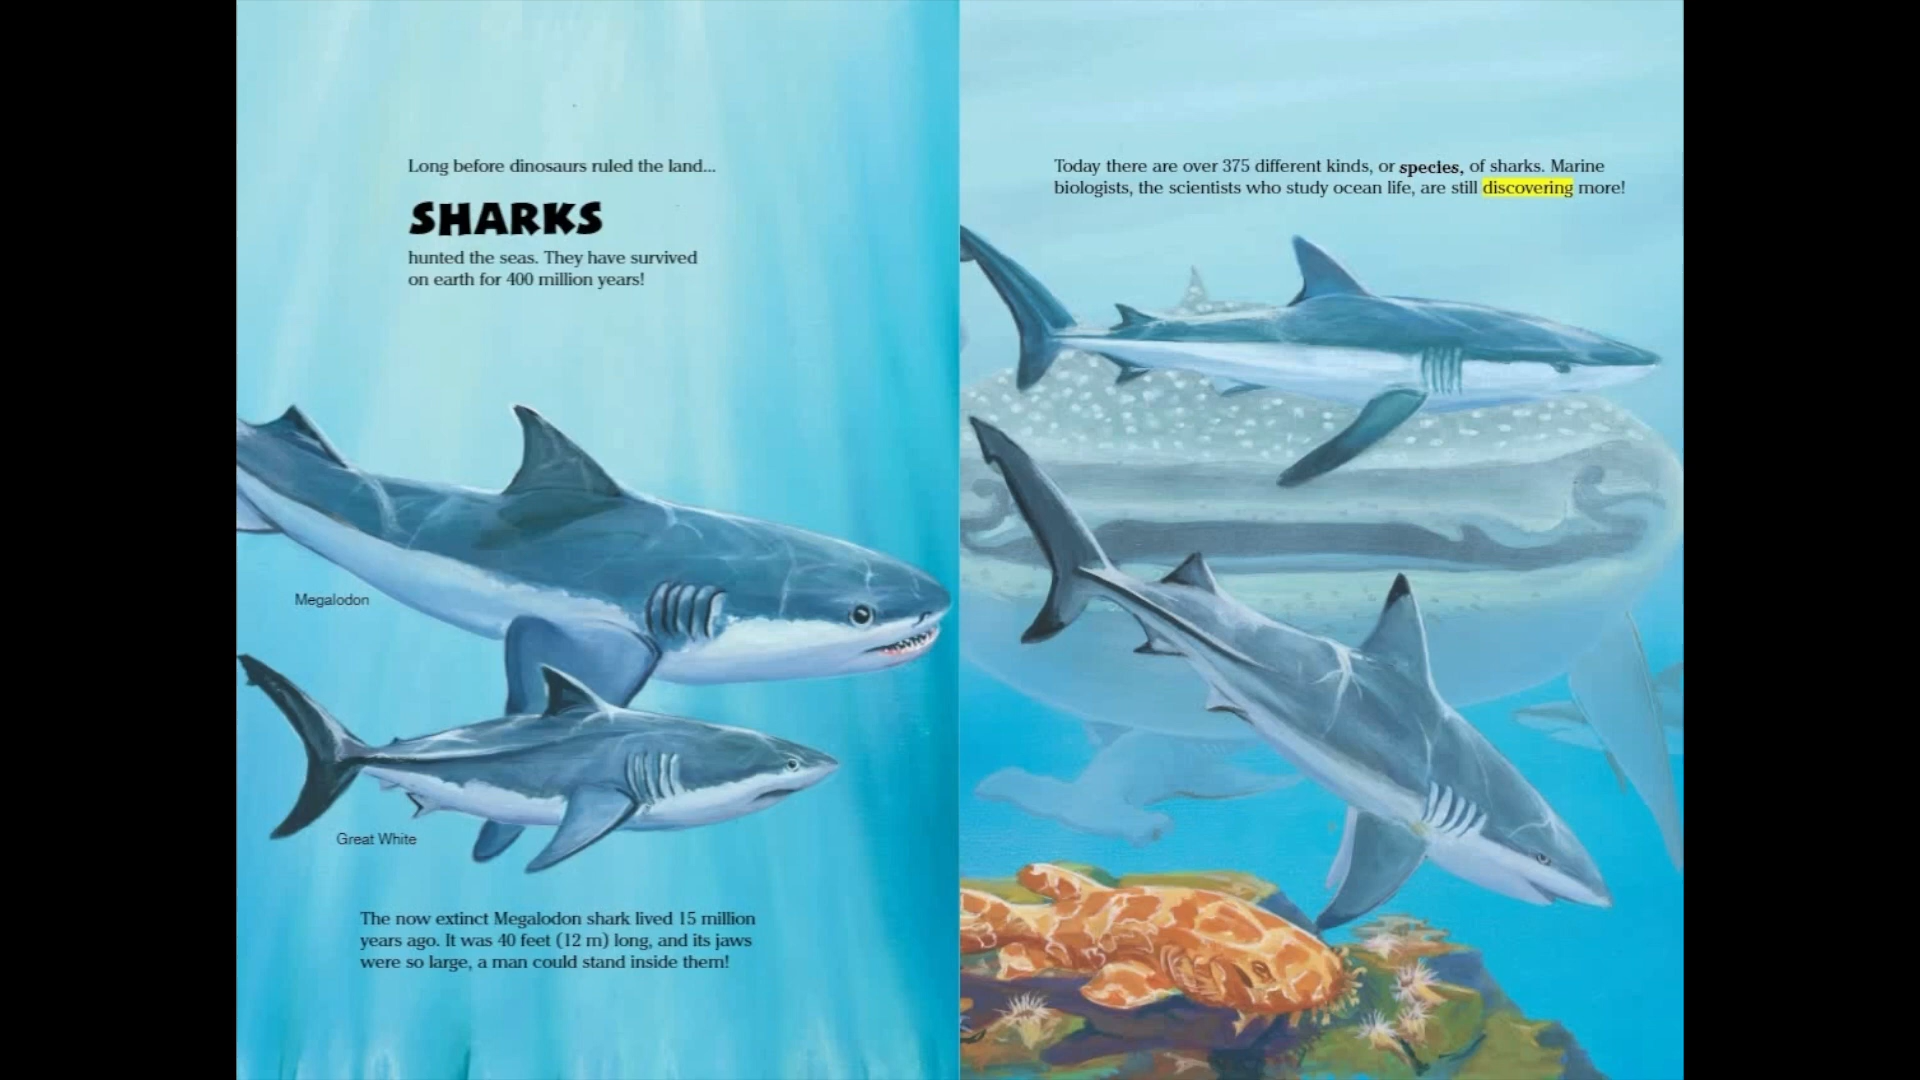 Long before dinosaurs ruled the land...
SHARKS
hunted the seas. They have survived
on earth for 400 million years!
Megalodon
Great White
The now extinct Megalodon shark lived 15 million
years ago. It was 40 feet (12 m) long, and its jaws
were so large, a man could stand inside them!
Today there are over 375 different kinds, or species, of sharks. Marine
biologists, the scientists who study ocean life, are still discovering more!